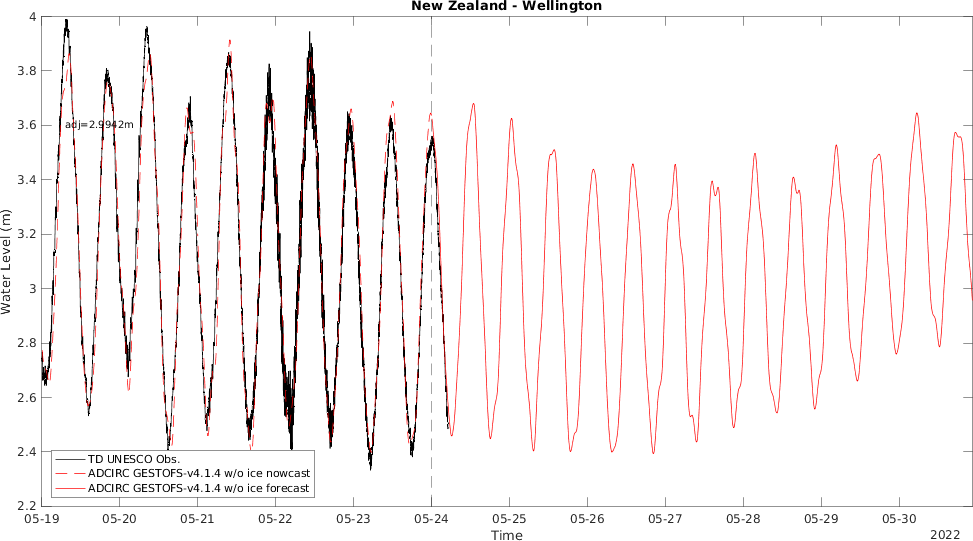 New Zealand - Wellington
4
3.8
3.6
3.4
3.2
3
2.8
2.6
2.4
2.2
Water Level (m)
adj=2.9942m
TD UNESCO Obs.
ADCIRC GESTOFS-v4.1.4 w/o ice nowcast
ADCIRC GESTOFS-v4.1.4 w/o ice forecast
05-19 05-20 05-21 05-22 05-23 05-24 05-25 05-26 05-27 05-28 05-29 05-30
Time
2022